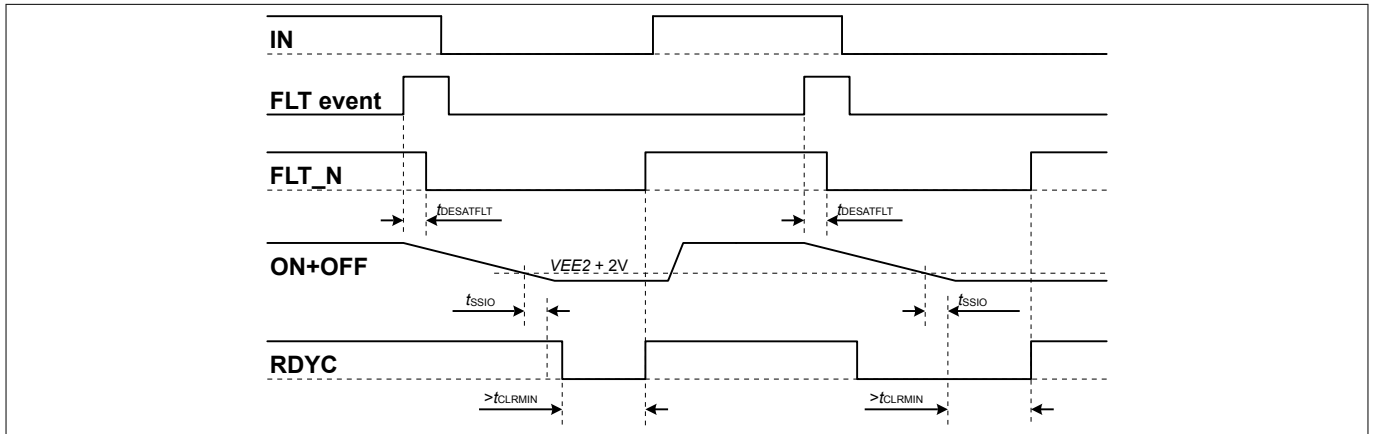 IN
FLT event
FLT_N
tDESATFLT tDESATFLT
ON+OFF VEE2 + 2V
tSSIO tSSIO
RDYC
>tCLRMIN >tCLRMIN